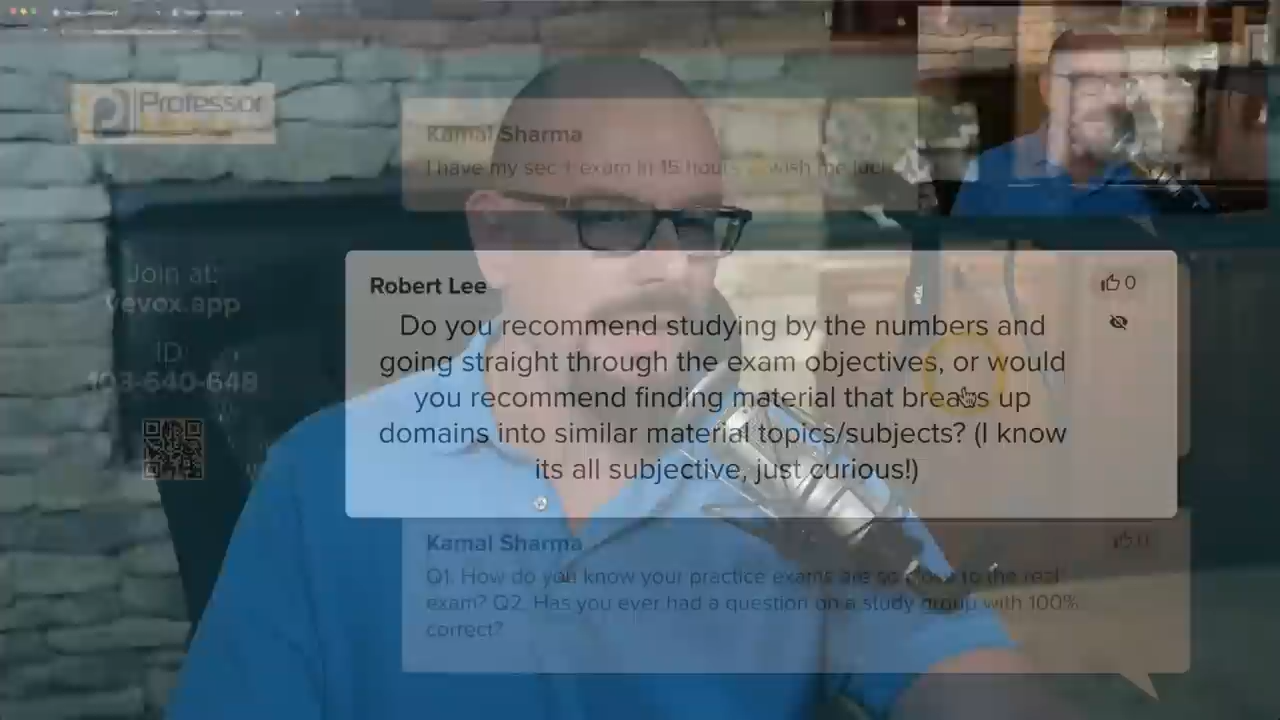 Professor
Kamal Sharma
I have my sec + exam in 15 hours wish me luck
Join at:
vevox.app
ID:
103-640-648
Robert Lee
0
Do you recommend studying by the numbers and
going straight through the exam objectives, or would
you recommend finding material that breaks up
domains into similar material topics/subjects? (I know
its all subjective, just curious!)
Kamal Sharma
0
Q1. How do you know your practice exams are so close to the real
exam? Q2. Has you ever had a question on a study group with 100%
correct?